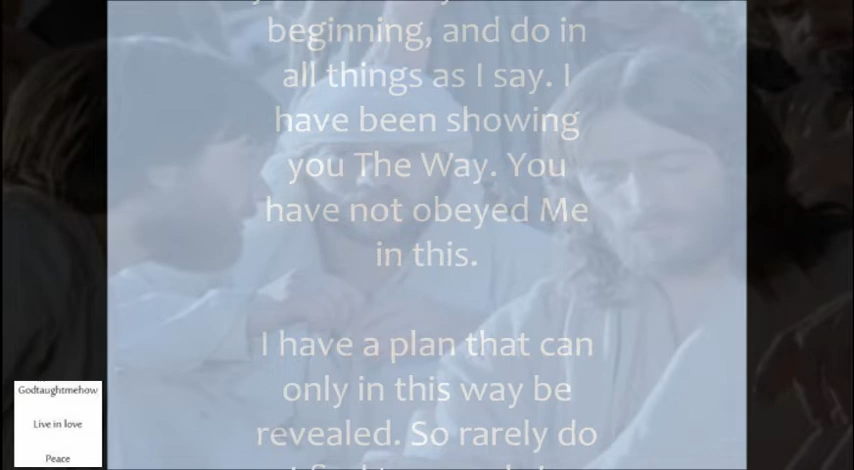 beginning, and do in
all things as I say. I
have been showing
you The Way. You
have not obeyed Me
in this.
I have a plan that can
only in this way be
revealed. So rarely do
Godtaughtmehow
Live in love
Peace